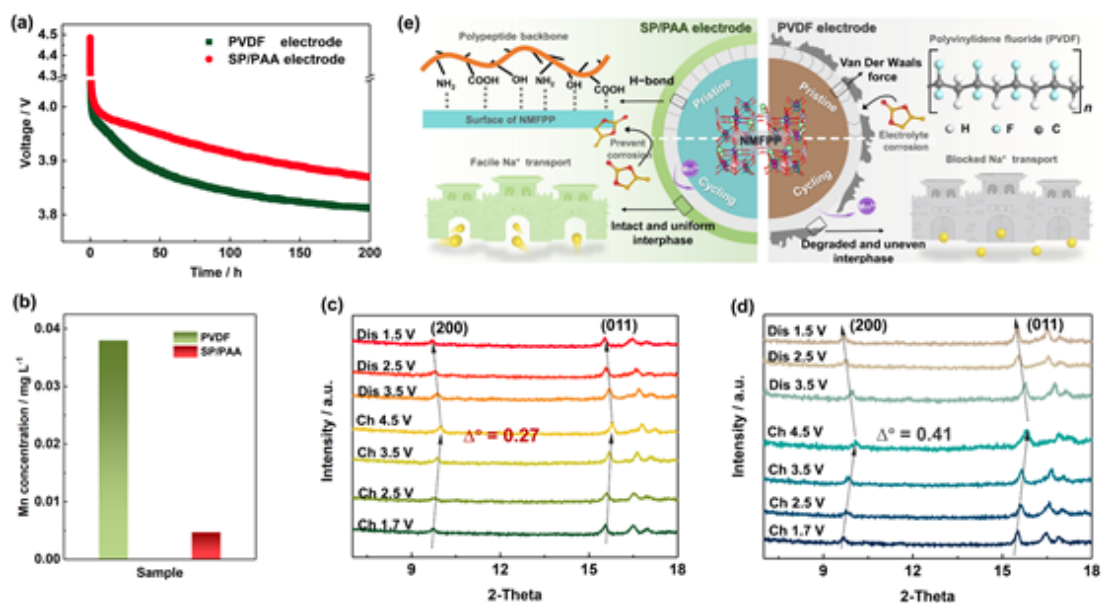 (a)
4.5
4.4
4.3
4.0
3.9
3.8
Voltage / V
PVDF electrode
SP/PAA electrode
0
50
100
150
200
Time / h
(e)
Polypeptide backbone
SP/PAA electrode
PVDF electrode
Polyvinylidene fluoride (PVDF)
NH₂
COOH
OH
NH₂
OH
COOH
H-bond
Van Der Waals
force
n
Surface of NMFPP
Pristine
Pristine
NMFPP
Cycling
Cycling
Prevent
corrosion
Electrolyte
corrosion
H
F
C
Facile Na⁺ transport
Blocked Na⁺ transport
Intact and uniform
interphase
Degraded and uneven
interphase
(b)
0.04
0.03
0.02
0.01
0.00
Mn concentration / mg L⁻¹
PVDF
SP/PAA
Sample
(c)
(200)
(011)
Dis 1.5 V
Dis 2.5 V
Dis 3.5 V
Ch 4.5 V
Δ° = 0.27
Ch 3.5 V
Ch 2.5 V
Ch 1.7 V
Intensity / a.u.
9
12
15
18
2-Theta
(d)
Dis 1.5 V
(200)
(011)
Dis 2.5 V
Dis 3.5 V
Ch 4.5 V
Δ° = 0.41
Ch 3.5 V
Ch 2.5 V
Ch 1.7 V
Intensity / a.u.
9
12
15
18
2-Theta